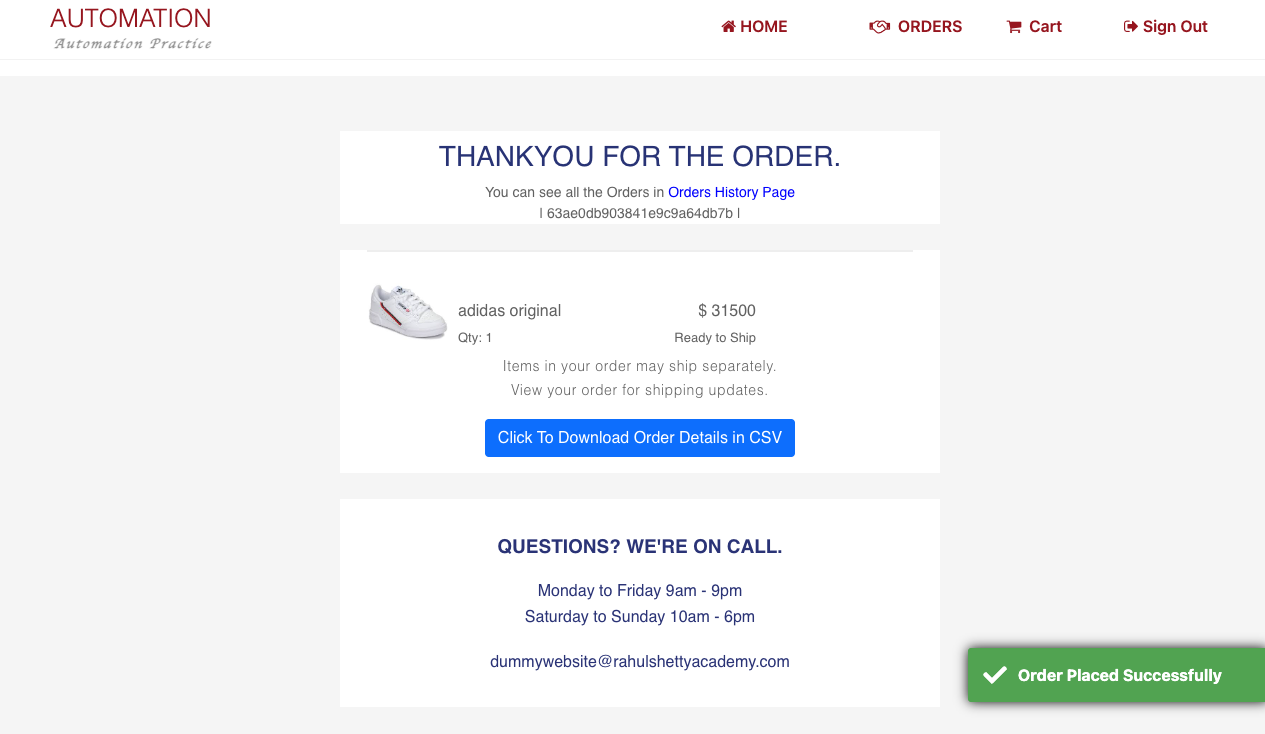 AUTOMATION
Automation Practice
HOME
ORDERS
Cart
Sign Out
THANKYOU FOR THE ORDER.
You can see all the Orders in Orders History Page
| 63ae0db903841e9c9a64db7b |
adidas original
$ 31500
Qty: 1
Ready to Ship
Items in your order may ship separately.
View your order for shipping updates.
Click To Download Order Details in CSV
QUESTIONS? WE'RE ON CALL.
Monday to Friday 9am - 9pm
Saturday to Sunday 10am - 6pm
dummywebsite@rahulshettyacademy.com
Order Placed Successfully